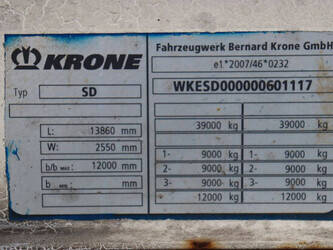 KRONE
Fahrzeugwerk Bernard Krone GmbH
e1*2007/46*0232
Typ SD
WKESD000000601117
L: 13860 mm
W: 2550 mm
b/b MAX: 12000 mm
b MIN: mm
39000 kg 39000 kg
1- 9000 kg 1- 9000 kg
2- 9000 kg 2- 9000 kg
3- 9000 kg 3- 9000 kg
12000 kg 12000 kg